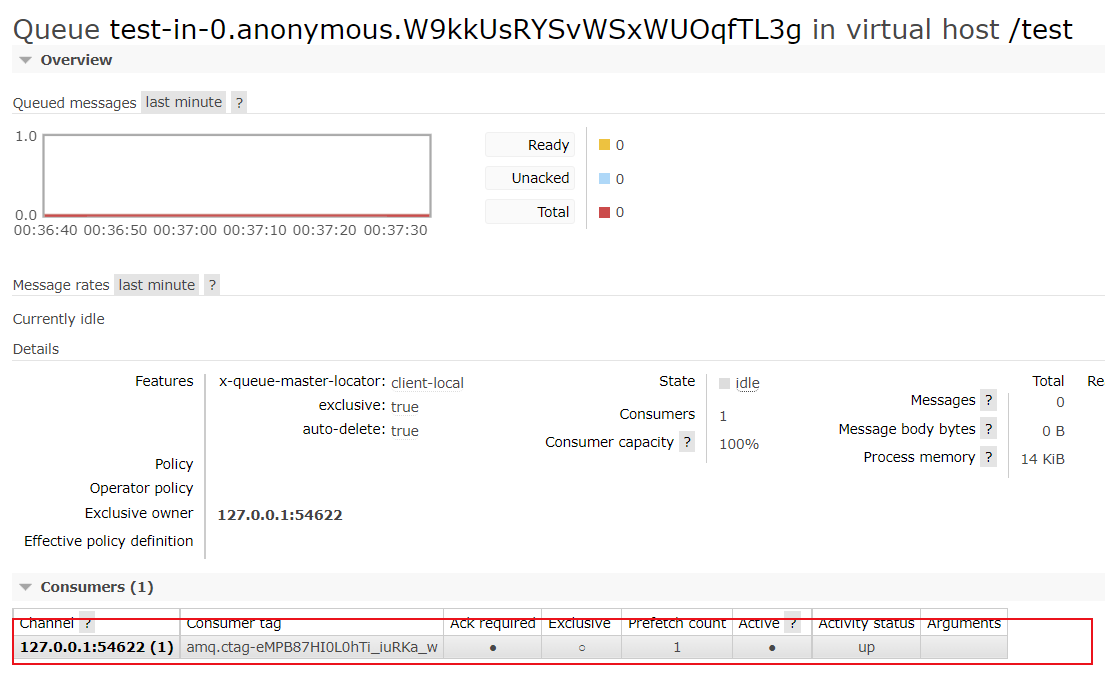 Queue test-in-0.anonymous.W9kkUsRYSvWSxWUOqfTL3g in virtual host /test
Overview
Queued messages last minute ?
1.0
0.0
00:36:40 00:36:50 00:37:00 00:37:10 00:37:20 00:37:30
Ready 0
Unacked 0
Total 0
Message rates last minute ?
Currently idle
Details
Features x-queue-master-locator: client-local
exclusive: true
auto-delete: true
Policy
Operator policy
Exclusive owner 127.0.0.1:54622
Effective policy definition
State idle
Consumers 1
Consumer capacity ? 100%
Total Re
Messages ? 0
Message body bytes ? 0 B
Process memory ? 14 KiB
Consumers (1)
Channel ? Consumer tag Ack required Exclusive Prefetch count Active ? Activity status Arguments
127.0.0.1:54622 (1) amq.ctag-eMPB87HI0L0hTi_iuRKa_w ● ○ 1 ● up